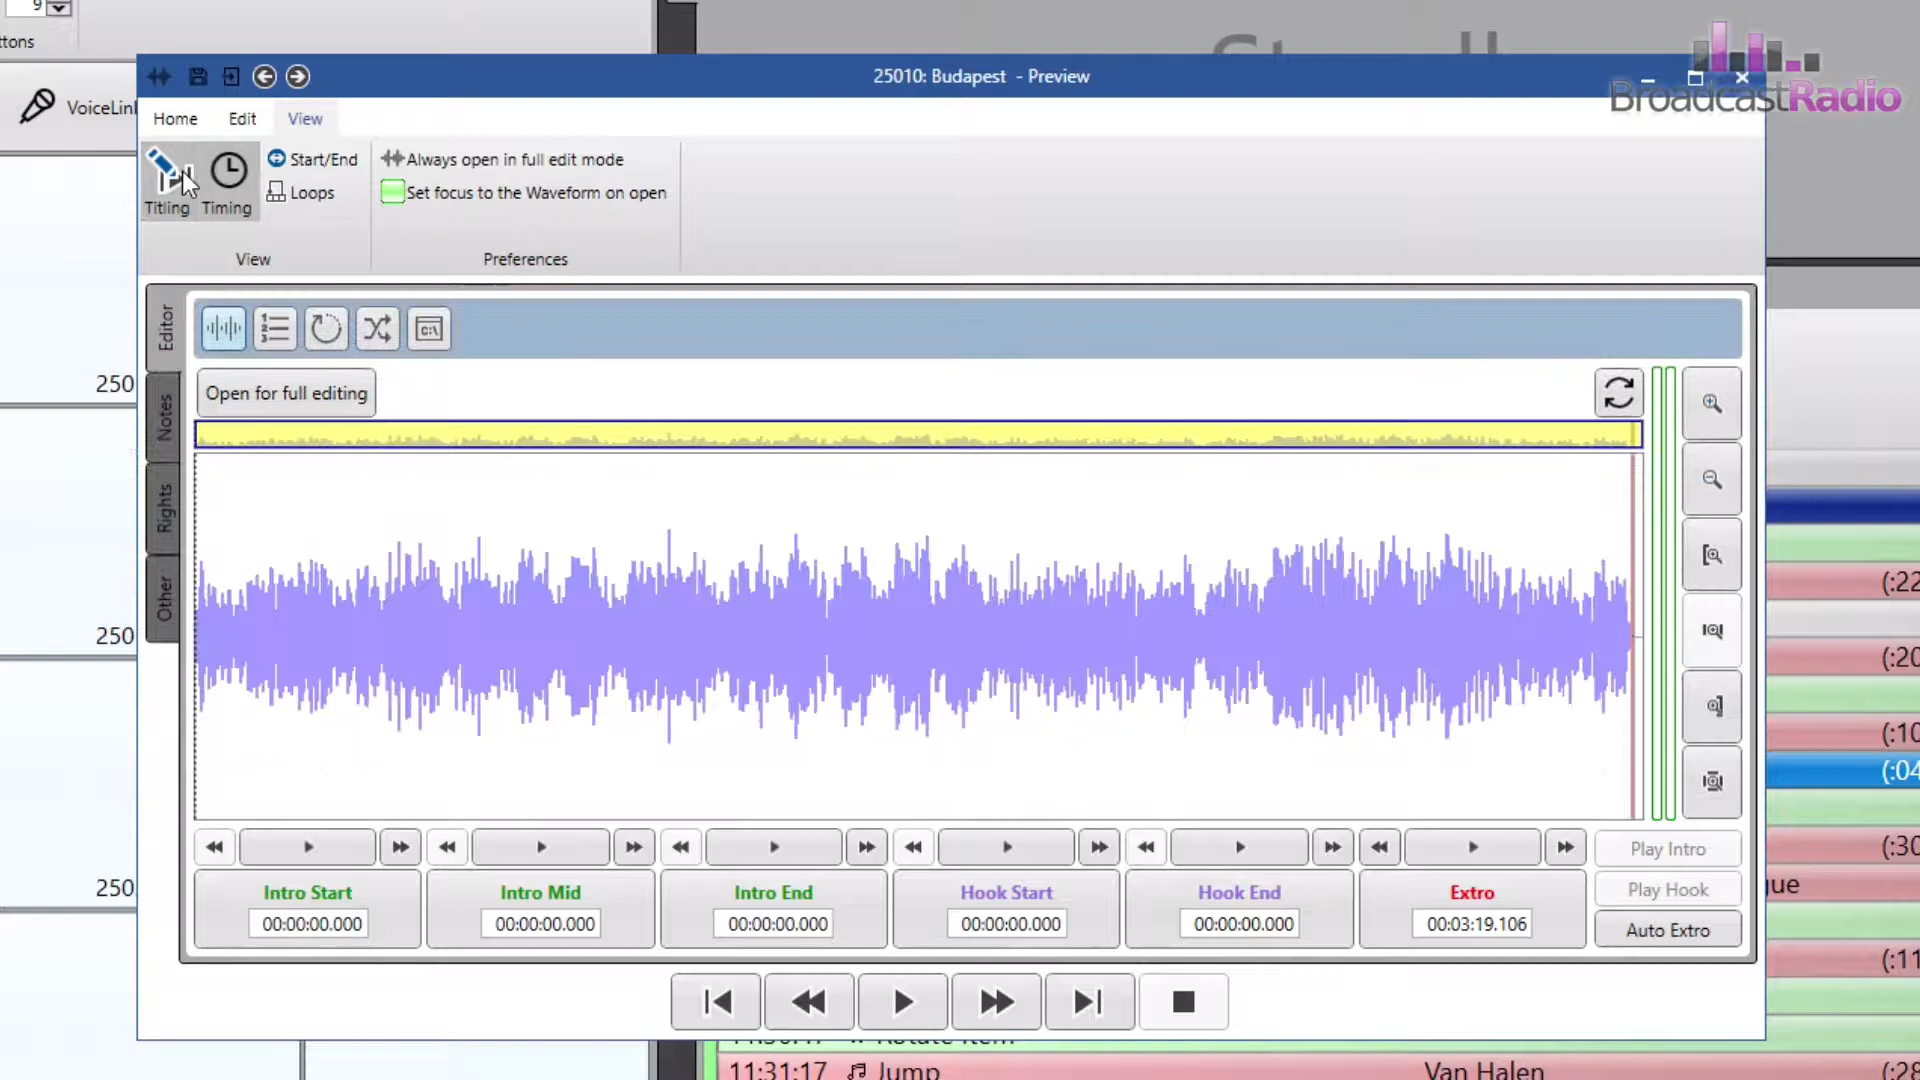 9
ttons
VoiceLin
25010: Budapest - Preview
BroadcastRadio
Home Edit View
Titling Timing
Start/End
Loops
View
Always open in full edit mode
Set focus to the Waveform on open
Preferences
Editor
Notes
Rights
Other
C:\
Open for full editing
250
250
250
Intro Start Intro Mid Intro End Hook Start Hook End Extro
00:00:00.000 00:00:00.000 00:00:00.000 00:00:00.000 00:00:00.000 00:03:19.106
Play Intro
Play Hook
Auto Extro
(:22
(:20
(:10
(:04
(:30
gue
(:11
11:31:17 Jump Van Halen (:28